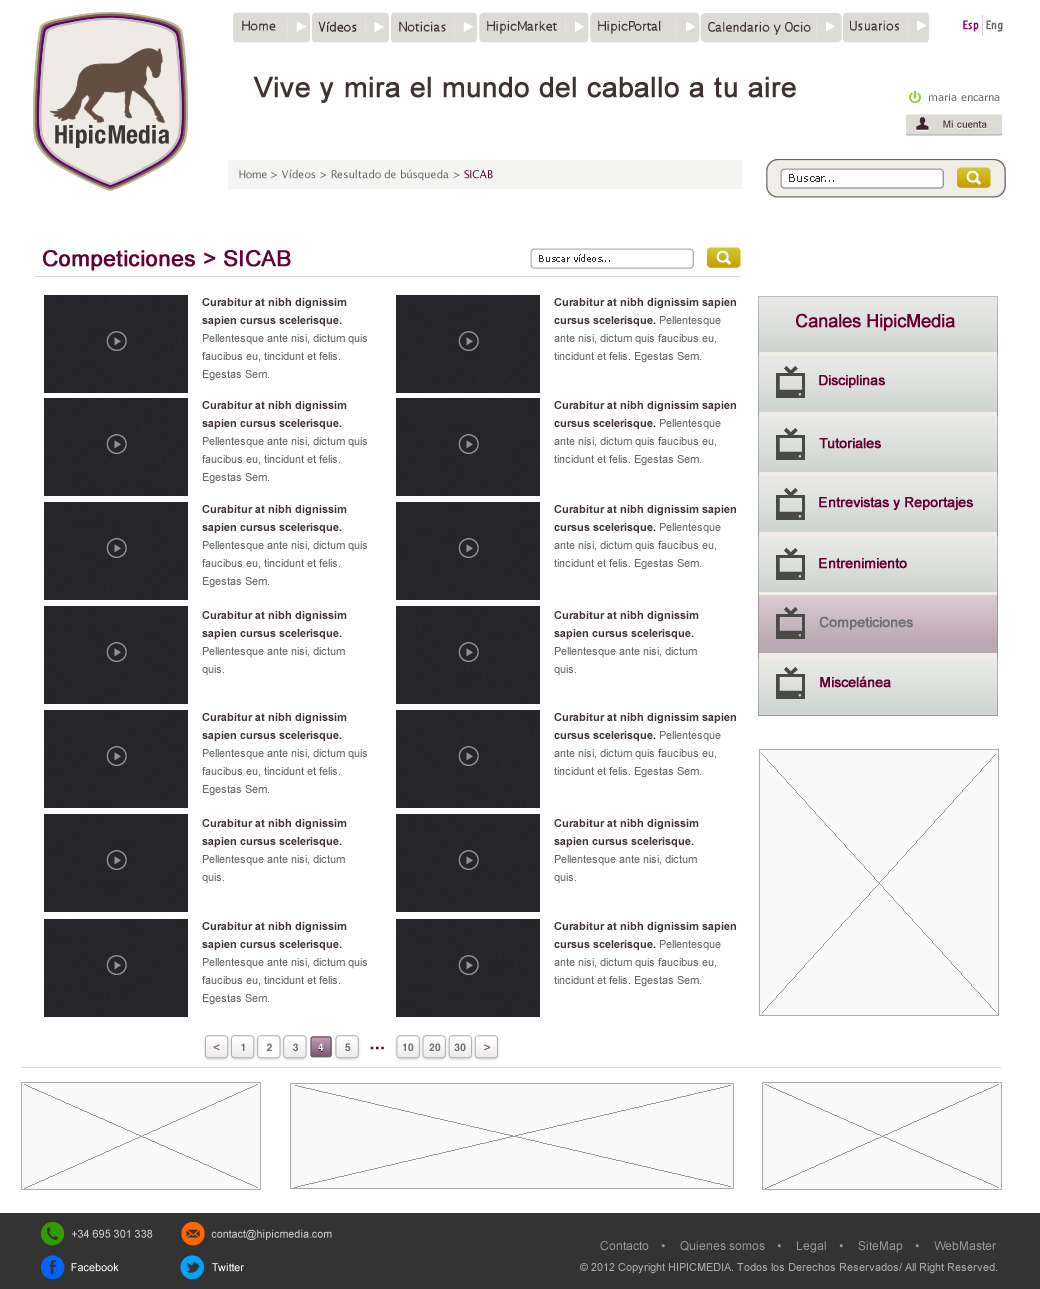 Home
Vídeos
Noticias
HipicMarket
HipicPortal
Calendario y Ocio
Usuarios
Esp
Eng
HipicMedia
Vive y mira el mundo del caballo a tu aire
maria encarna
Mi cuenta
Home > Vídeos > Resultado de búsqueda > SICAB
Buscar...
Competiciones > SICAB
Buscar vídeos...
Curabitur at nibh dignissim
sapien cursus scelerisque.
Pellentesque ante nisi, dictum quis
faucibus eu, tincidunt et felis.
Egestas Sem.
Curabitur at nibh dignissim sapien
cursus scelerisque. Pellentesque
ante nisi, dictum quis faucibus eu,
tincidunt et felis. Egestas Sem.
Curabitur at nibh dignissim
sapien cursus scelerisque.
Pellentesque ante nisi, dictum quis
faucibus eu, tincidunt et felis.
Egestas Sem.
Curabitur at nibh dignissim sapien
cursus scelerisque. Pellentesque
ante nisi, dictum quis faucibus eu,
tincidunt et felis. Egestas Sem.
Curabitur at nibh dignissim
sapien cursus scelerisque.
Pellentesque ante nisi, dictum quis
faucibus eu, tincidunt et felis.
Egestas Sem.
Curabitur at nibh dignissim sapien
cursus scelerisque. Pellentesque
ante nisi, dictum quis faucibus eu,
tincidunt et felis. Egestas Sem.
Curabitur at nibh dignissim
sapien cursus scelerisque.
Pellentesque ante nisi, dictum
quis.
Curabitur at nibh dignissim
sapien cursus scelerisque.
Pellentesque ante nisi, dictum
quis.
Curabitur at nibh dignissim
sapien cursus scelerisque.
Pellentesque ante nisi, dictum quis
faucibus eu, tincidunt et felis.
Egestas Sem.
Curabitur at nibh dignissim sapien
cursus scelerisque. Pellentesque
ante nisi, dictum quis faucibus eu,
tincidunt et felis. Egestas Sem.
Curabitur at nibh dignissim
sapien cursus scelerisque.
Pellentesque ante nisi, dictum
quis.
Curabitur at nibh dignissim
sapien cursus scelerisque.
Pellentesque ante nisi, dictum
quis.
Curabitur at nibh dignissim
sapien cursus scelerisque.
Pellentesque ante nisi, dictum quis
faucibus eu, tincidunt et felis.
Egestas Sem.
Curabitur at nibh dignissim sapien
cursus scelerisque. Pellentesque
ante nisi, dictum quis faucibus eu,
tincidunt et felis. Egestas Sem.
< 1 2 3 4 5 ... 10 20 30 >
Canales HipicMedia
Disciplinas
Tutoriales
Entrevistas y Reportajes
Entrenimiento
Competiciones
Miscelánea
+34 695 301 338
contact@hipicmedia.com
Facebook
Twitter
Contacto • Quienes somos • Legal • SiteMap • WebMaster
© 2012 Copyright HIPICMEDIA. Todos los Derechos Reservados/ All Right Reserved.